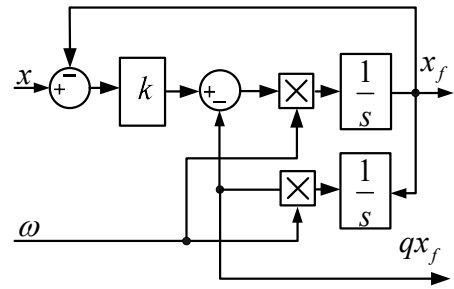 x
−
+
k
+
−
×
1
s
x_f
×
1
s
ω
qx_f